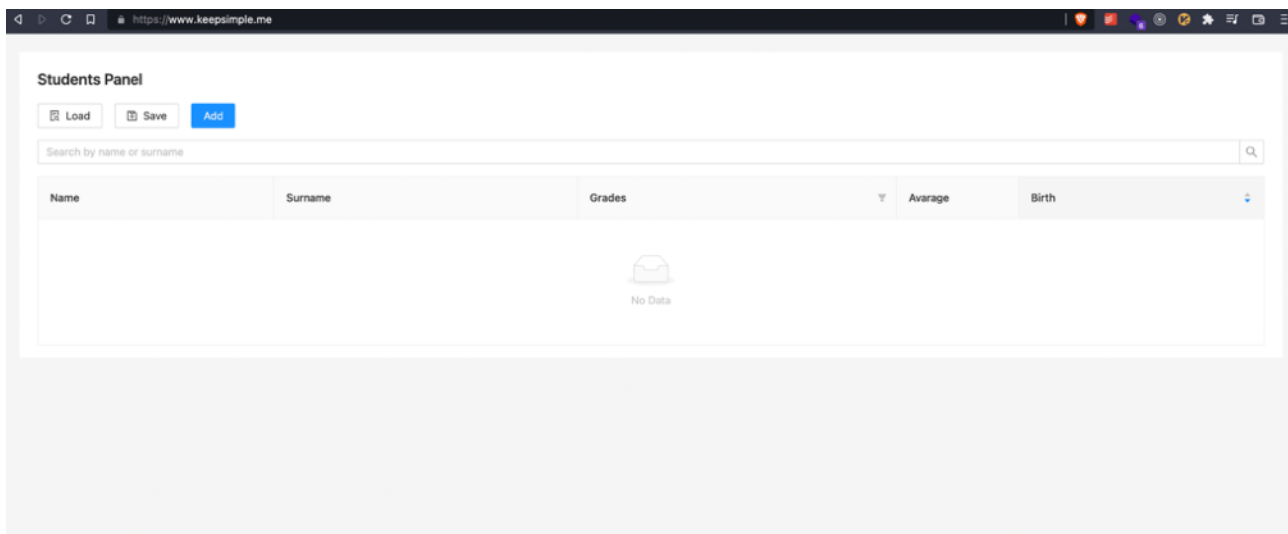 https://www.keepsimple.me
Students Panel
Load Save Add
Search by name or surname
Name Surname Grades Avarage Birth
No Data